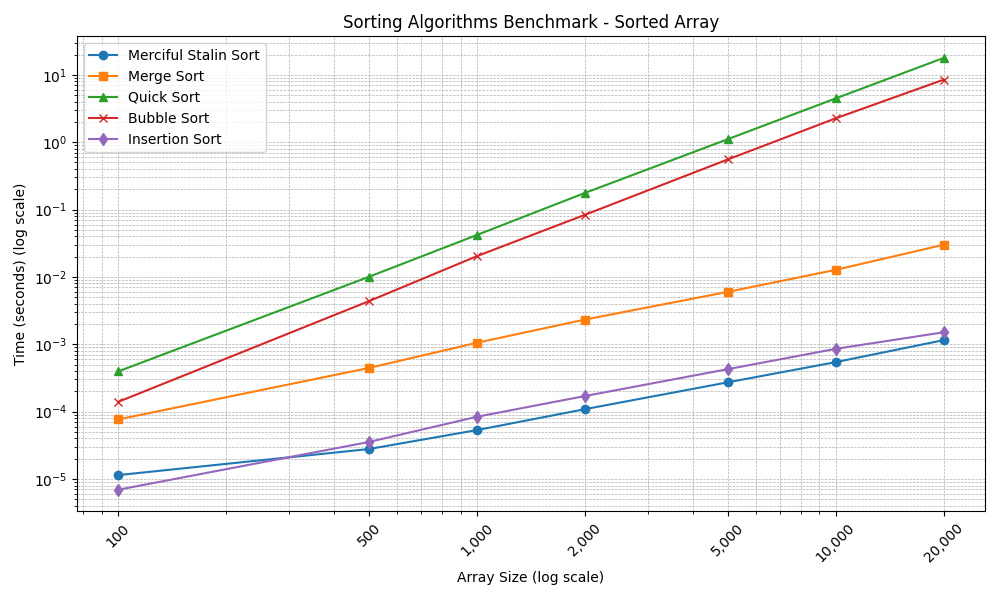 Sorting Algorithms Benchmark - Sorted Array
Merciful Stalin Sort
Merge Sort
Quick Sort
Bubble Sort
Insertion Sort
Time (seconds) (log scale)
10¹
10⁰
10⁻¹
10⁻²
10⁻³
10⁻⁴
10⁻⁵
100
500
1,000
2,000
5,000
10,000
20,000
Array Size (log scale)